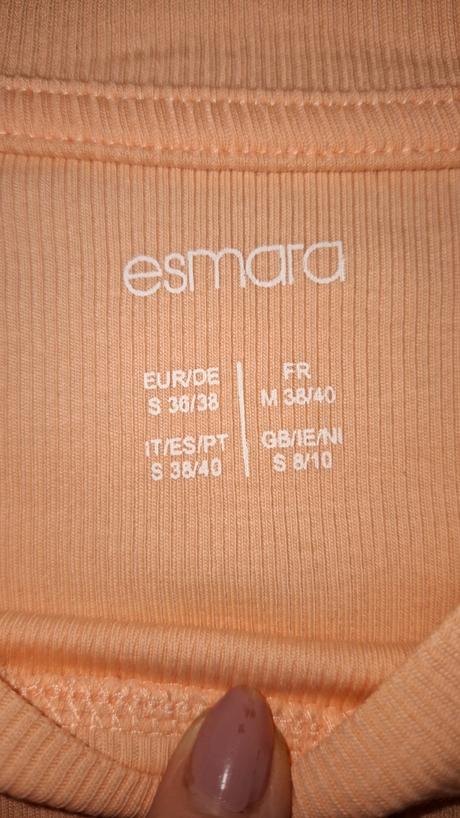 esmara
EUR/DE
S 36/38
FR
M 38/40
IT/ES/PT
S 38/40
GB/IE/NI
S 8/10